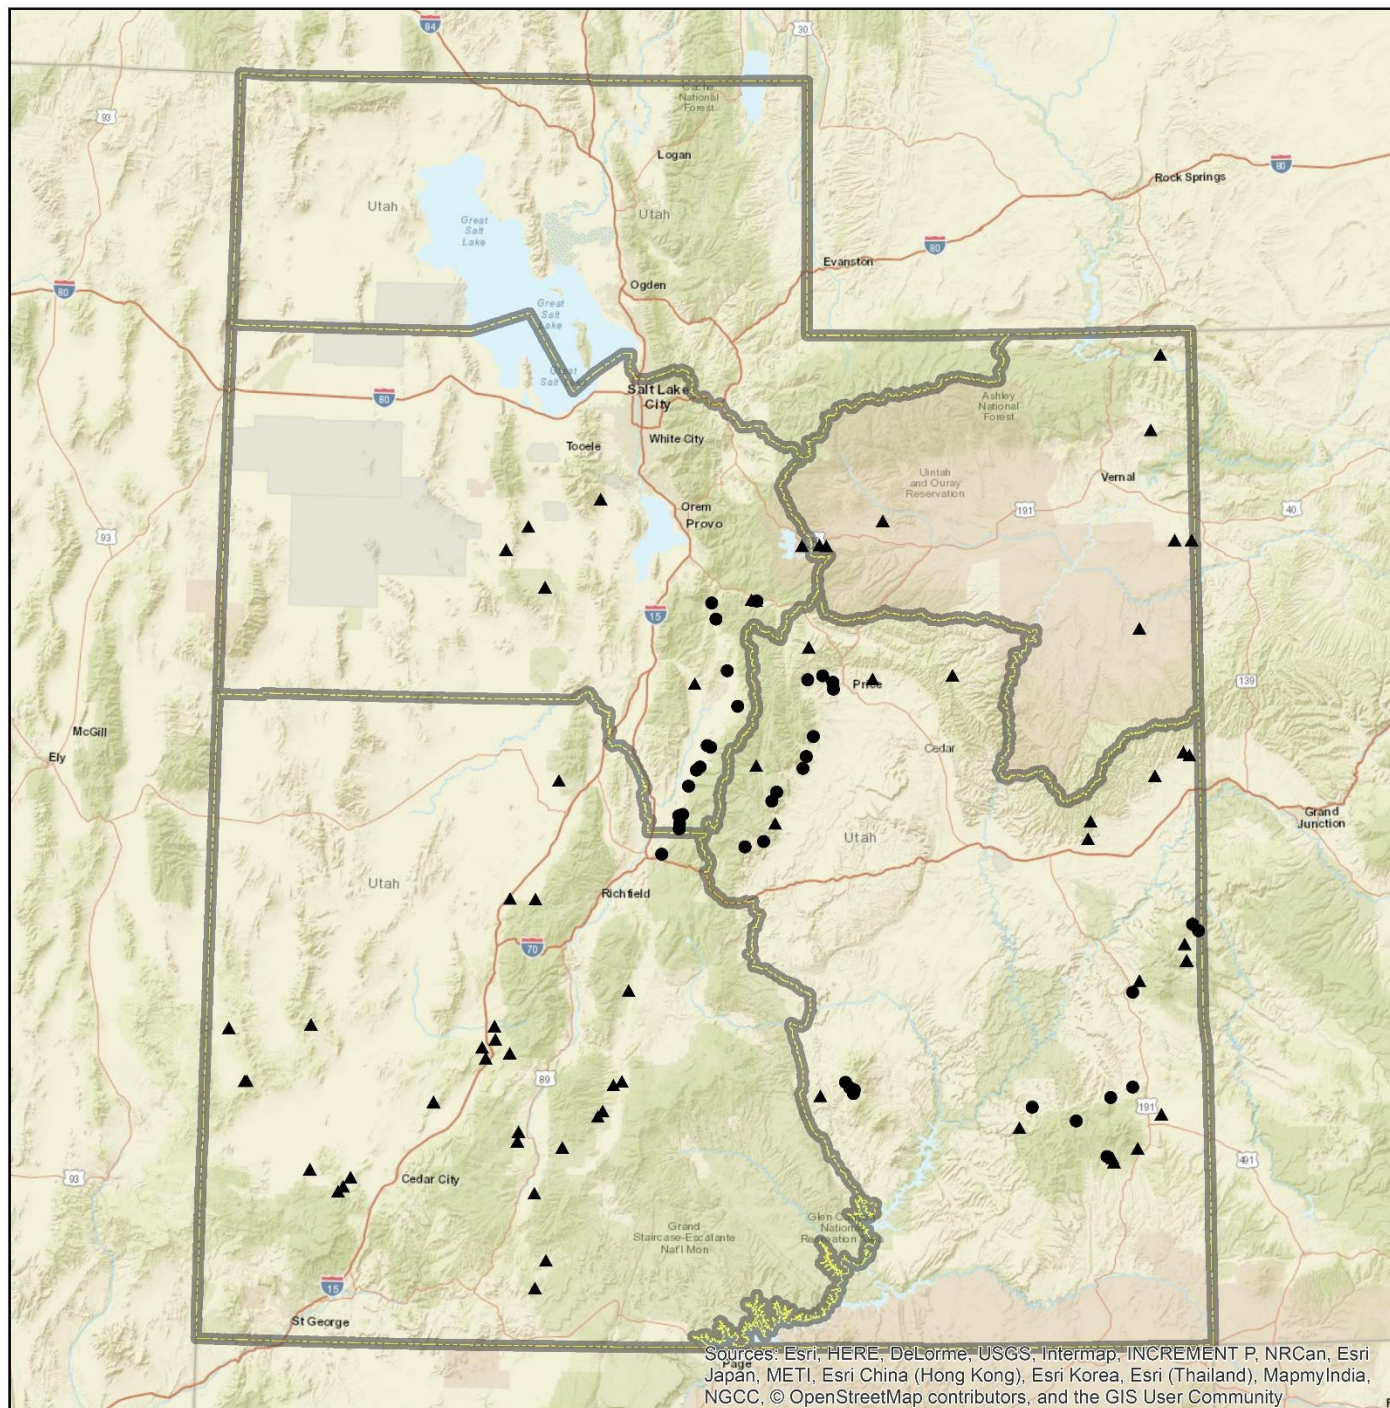 84
30
93
Cache
National
Forest
Logan
80
Rock Springs
Utah
Utah
Great
Salt
Lake
80
Evanston
80
Ogden
Great
Salt
Lake
Great
Salt Lake
Salt Lake
City
80
Ashley
National
Forest
Tooele
White City
Uintah
and Ouray
Reservation
Vernal
Orem
Provo
191
40
93
15
139
Price
McGill
Ely
Cedar
Grand
Junction
Utah
Utah
Richfield
70
89
191
491
93
Cedar City
Grand
Staircase-Escalante
Nat'l Mon
National
15
St George
Page
Sources: Esri, HERE, DeLorme, USGS, Intermap, INCREMENT P, NRCan, Esri
Japan, METI, Esri China (Hong Kong), Esri Korea, Esri (Thailand), MapmyIndia,
NGCC, © OpenStreetMap contributors, and the GIS User Community